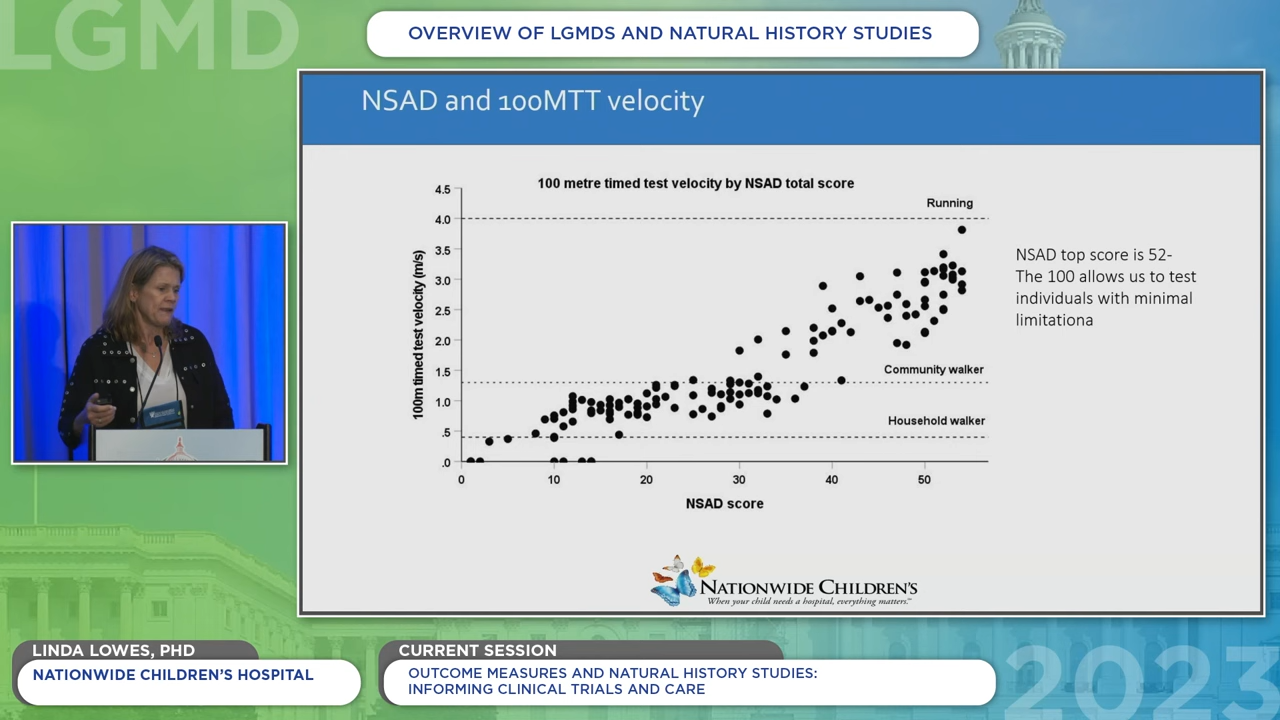 LGMD
OVERVIEW OF LGMDS AND NATURAL HISTORY STUDIES
NSAD and 100MTT velocity
100 metre timed test velocity by NSAD total score
4.5
4.0
3.5
3.0
2.5
2.0
1.5
1.0
.5
.0
100m timed test velocity (m/s)
Running
Community walker
Household walker
0
10
20
30
40
50
NSAD score
NSAD top score is 52-
The 100 allows us to test
individuals with minimal
limitationa
NATIONWIDE CHILDREN'S
When your child needs a hospital, everything matters.℠
LINDA LOWES, PHD
NATIONWIDE CHILDREN'S HOSPITAL
CURRENT SESSION
OUTCOME MEASURES AND NATURAL HISTORY STUDIES:
INFORMING CLINICAL TRIALS AND CARE
2023